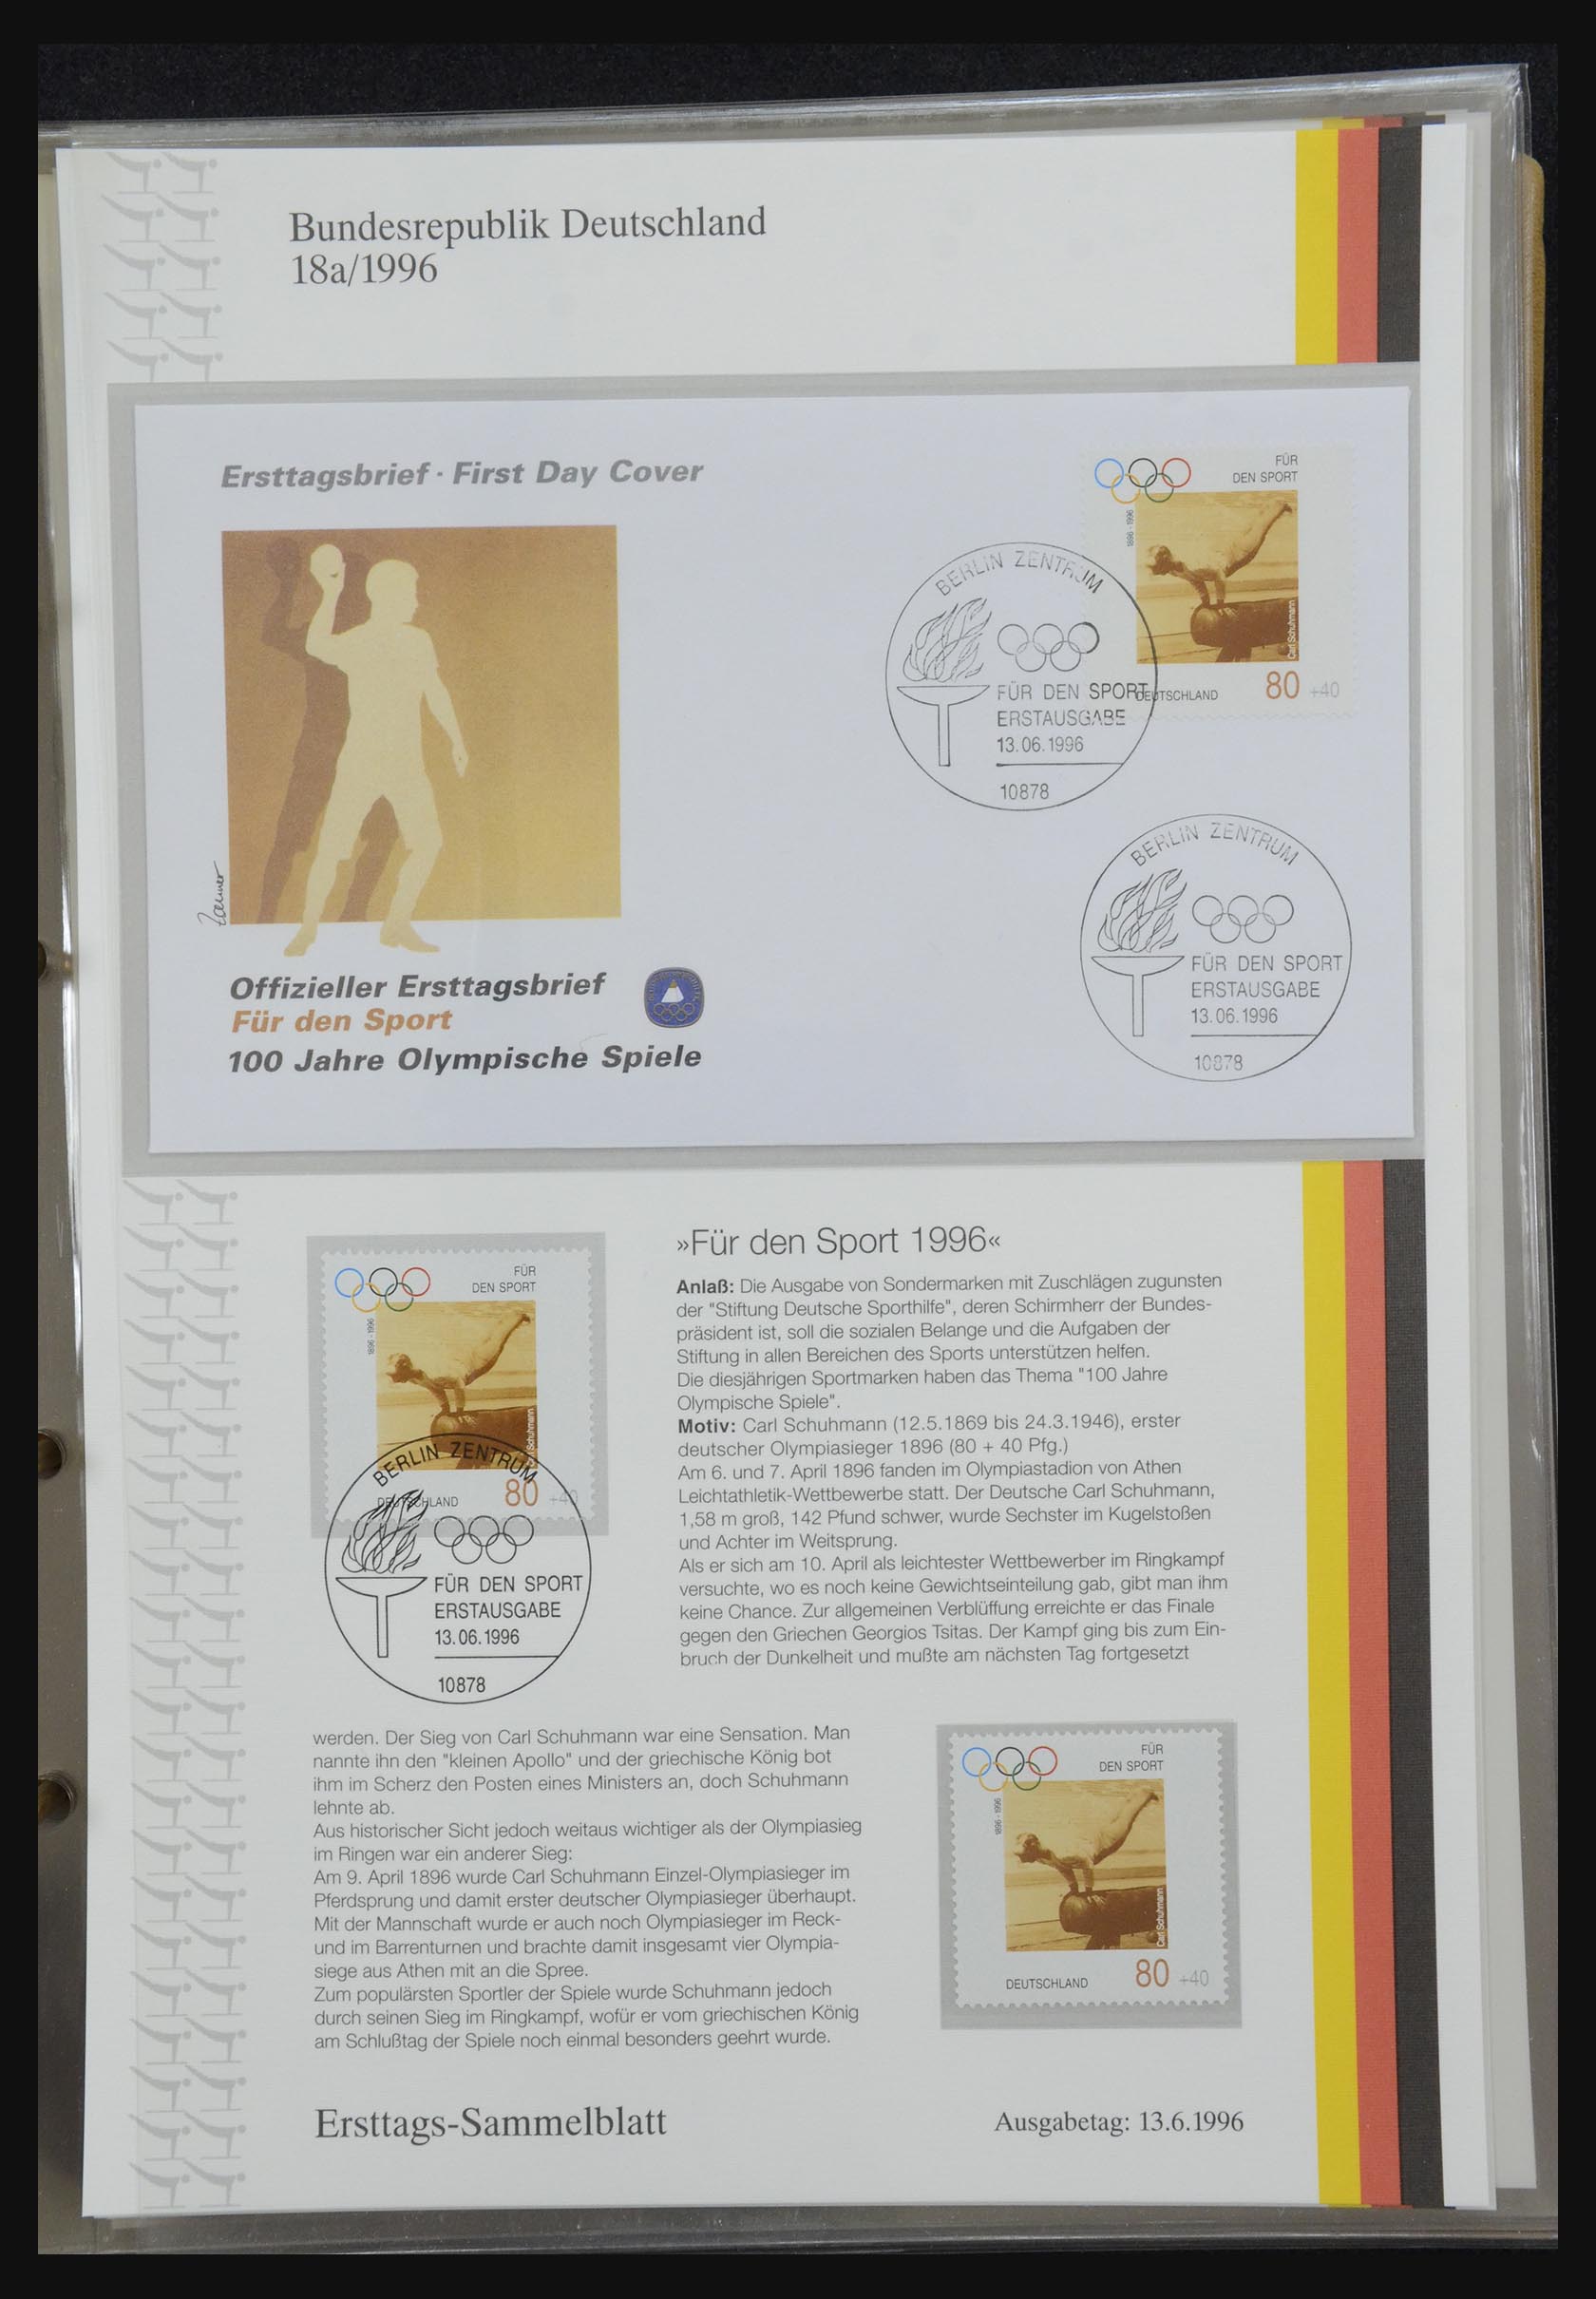 Bundesrepublik Deutschland
18a/1996
Ersttagsbrief · First Day Cover
FÜR
DEN SPORT
1896 - 1996
Carl Schuhmann
DEUTSCHLAND 80 +40
BERLIN ZENTRUM
FÜR DEN SPORT
ERSTAUSGABE
13.06.1996
10878
BERLIN ZENTRUM
FÜR DEN SPORT
ERSTAUSGABE
13.06.1996
10878
Offizieller Ersttagsbrief
Für den Sport
100 Jahre Olympische Spiele
FÜR
DEN SPORT
1896 - 1996
Carl Schuhmann
DEUTSCHLAND 80 +40
BERLIN ZENTRUM
FÜR DEN SPORT
ERSTAUSGABE
13.06.1996
10878
»Für den Sport 1996«
Anlaß: Die Ausgabe von Sondermarken mit Zuschlägen zugunsten
der "Stiftung Deutsche Sporthilfe", deren Schirmherr der Bundes-
präsident ist, soll die sozialen Belange und die Aufgaben der
Stiftung in allen Bereichen des Sports unterstützen helfen.
Die diesjährigen Sportmarken haben das Thema "100 Jahre
Olympische Spiele".
Motiv: Carl Schuhmann (12.5.1869 bis 24.3.1946), erster
deutscher Olympiasieger 1896 (80 + 40 Pfg.)
Am 6. und 7. April 1896 fanden im Olympiastadion von Athen
Leichtathletik-Wettbewerbe statt. Der Deutsche Carl Schuhmann,
1,58 m groß, 142 Pfund schwer, wurde Sechster im Kugelstoßen
und Achter im Weitsprung.
Als er sich am 10. April als leichtester Wettbewerber im Ringkampf
versuchte, wo es noch keine Gewichtseinteilung gab, gibt man ihm
keine Chance. Zur allgemeinen Verblüffung erreichte er das Finale
gegen den Griechen Georgios Tsitas. Der Kampf ging bis zum Ein-
bruch der Dunkelheit und mußte am nächsten Tag fortgesetzt
werden. Der Sieg von Carl Schuhmann war eine Sensation. Man
nannte ihn den "kleinen Apollo" und der griechische König bot
ihm im Scherz den Posten eines Ministers an, doch Schuhmann
lehnte ab.
Aus historischer Sicht jedoch weitaus wichtiger als der Olympiasieg
im Ringen war ein anderer Sieg:
Am 9. April 1896 wurde Carl Schuhmann Einzel-Olympiasieger im
Pferdsprung und damit erster deutscher Olympiasieger überhaupt.
Mit der Mannschaft wurde er auch noch Olympiasieger im Reck-
und im Barrenturnen und brachte damit insgesamt vier Olympia-
siege aus Athen mit an die Spree.
Zum populärsten Sportler der Spiele wurde Schuhmann jedoch
durch seinen Sieg im Ringkampf, wofür er vom griechischen König
am Schlußtag der Spiele noch einmal besonders geehrt wurde.
FÜR
DEN SPORT
1896 - 1996
Carl Schuhmann
DEUTSCHLAND 80 +40
Ersttags-Sammelblatt
Ausgabetag: 13.6.1996